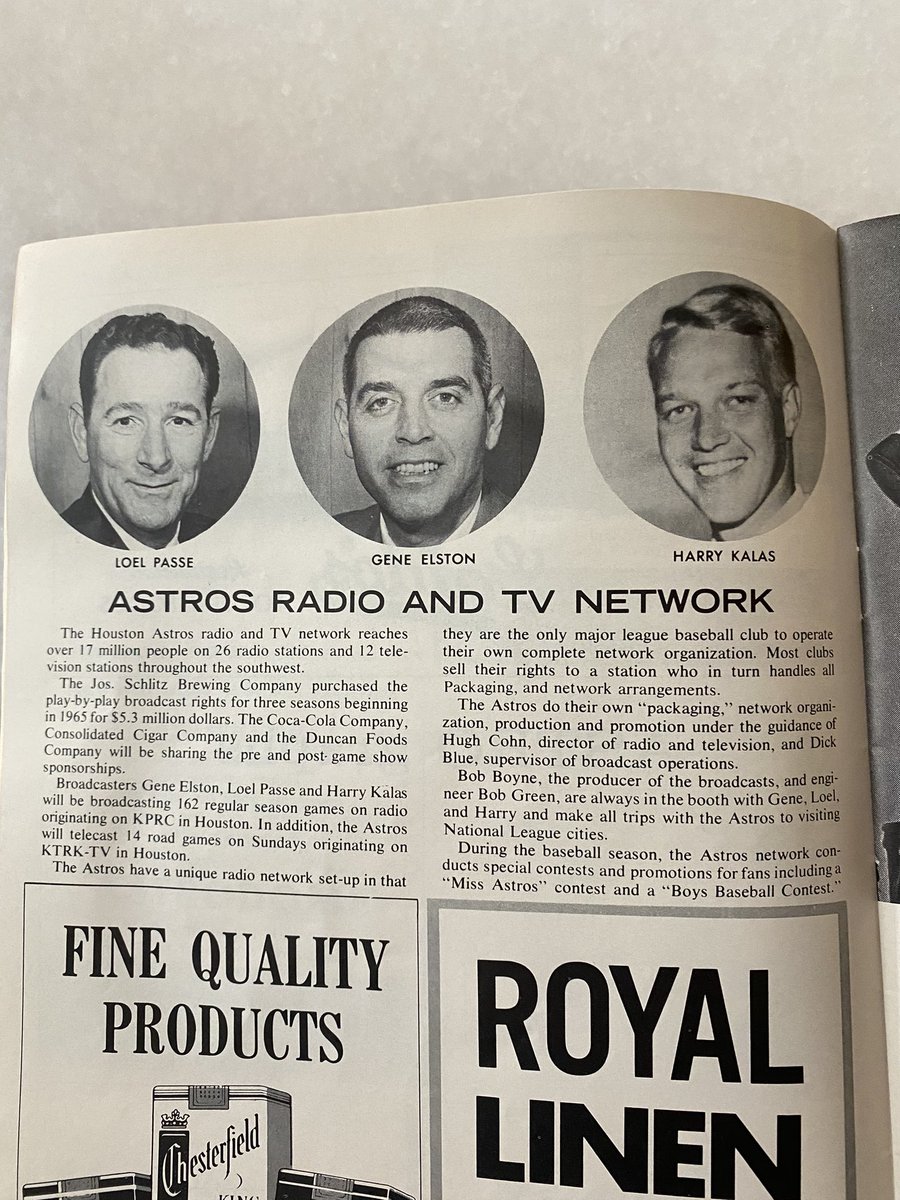 LOEL PASSE
GENE ELSTON
HARRY KALAS
ASTROS RADIO AND TV NETWORK
The Houston Astros radio and TV network reaches
over 17 million people on 26 radio stations and 12 tele-
vision stations throughout the southwest.
The Jos. Schlitz Brewing Company purchased the
play-by-play broadcast rights for three seasons beginning
in 1965 for $5.3 million dollars. The Coca-Cola Company,
Consolidated Cigar Company and the Duncan Foods
Company will be sharing the pre and post-game show
sponsorships.
Broadcasters Gene Elston, Loel Passe and Harry Kalas
will be broadcasting 162 regular season games on radio
originating on KPRC in Houston. In addition, the Astros
will telecast 14 road games on Sundays originating on
KTRK-TV in Houston.
The Astros have a unique radio network set-up in that
they are the only major league baseball club to operate
their own complete network organization. Most clubs
sell their rights to a station who in turn handles all
Packaging, and network arrangements.
The Astros do their own “packaging,” network organi-
zation, production and promotion under the guidance of
Hugh Cohn, director of radio and television, and Dick
Blue, supervisor of broadcast operations.
Bob Boyne, the producer of the broadcasts, and engi-
neer Bob Green, are always in the booth with Gene, Loel,
and Harry and make all trips with the Astros to visiting
National League cities.
During the baseball season, the Astros network con-
ducts special contests and promotions for fans including a
“Miss Astros” contest and a “Boys Baseball Contest.”
FINE QUALITY
PRODUCTS
Chesterfield
KING
ROYAL
LINEN